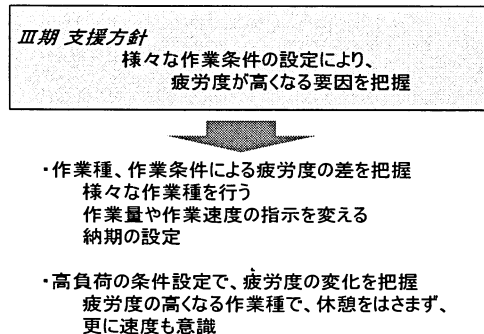 Ⅲ期 支援方針
様々な作業条件の設定により、
疲労度が高くなる要因を把握
・作業種、作業条件による疲労度の差を把握
様々な作業種を行う
作業量や作業速度の指示を変える
納期の設定
・高負荷の条件設定で、疲労度の変化を把握
疲労度の高くなる作業種で、休憩をはさまず、
更に速度も意識